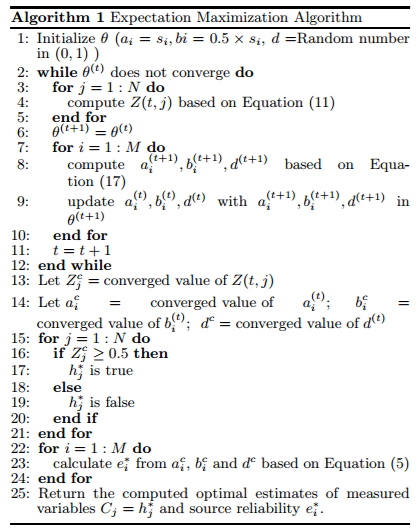 Algorithm 1 Expectation Maximization Algorithm
1: Initialize θ (a_i = s_i, bi = 0.5 × s_i, d =Random number
in (0, 1) )
2: while θ^(t) does not converge do
3: for j = 1 : N do
4: compute Z(t, j) based on Equation (11)
5: end for
6: θ^(t+1) = θ^(t)
7: for i = 1 : M do
8: compute a_i^(t+1), b_i^(t+1), d^(t+1) based on Equa-
tion (17)
9: update a_i^(t), b_i^(t), d^(t) with a_i^(t+1), b_i^(t+1), d^(t+1) in
θ^(t+1)
10: end for
11: t = t + 1
12: end while
13: Let Z_j^c = converged value of Z(t, j)
14: Let a_i^c = converged value of a_i^(t); b_i^c =
converged value of b_i^(t); d^c = converged value of d^(t)
15: for j = 1 : N do
16: if Z_j^c ≥ 0.5 then
17: h_j^* is true
18: else
19: h_j^* is false
20: end if
21: end for
22: for i = 1 : M do
23: calculate e_i^* from a_i^c, b_i^c and d^c based on Equation (5)
24: end for
25: Return the computed optimal estimates of measured
variables C_j = h_j^* and source reliability e_i^*.